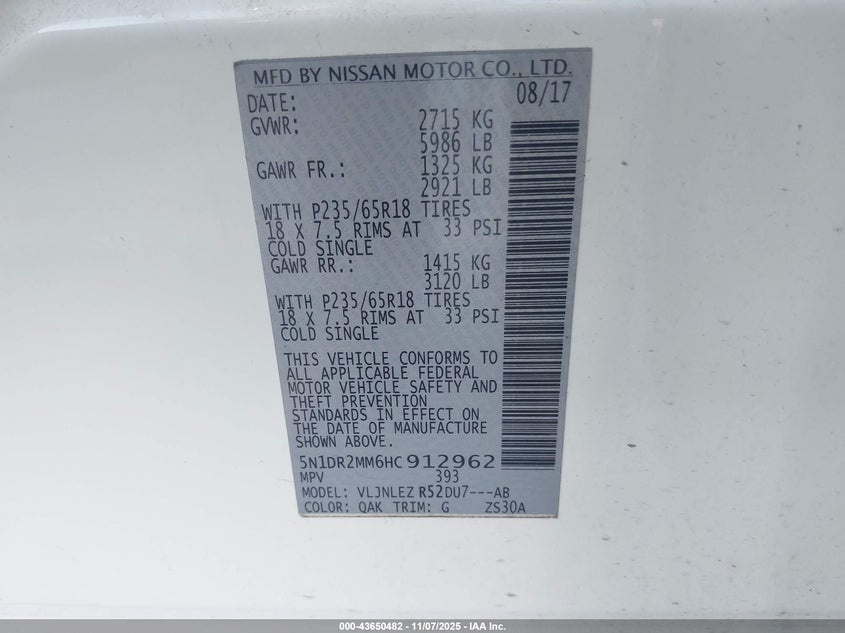 MFD BY NISSAN MOTOR CO., LTD.
DATE: 08/17
GVWR: 2715 KG
5986 LB
GAWR FR.: 1325 KG
2921 LB
WITH P235/65R18 TIRES
18 X 7.5 RIMS AT 33 PSI
COLD SINGLE
GAWR RR.: 1415 KG
3120 LB
WITH P235/65R18 TIRES
18 X 7.5 RIMS AT 33 PSI
COLD SINGLE
THIS VEHICLE CONFORMS TO
ALL APPLICABLE FEDERAL
MOTOR VEHICLE SAFETY AND
THEFT PREVENTION
STANDARDS IN EFFECT ON
THE DATE OF MANUFACTURE
SHOWN ABOVE.
5N1DR2MM6HC912962
MPV 393
MODEL: VLJNLEZ R52DU7---AB
COLOR: QAK TRIM: G ZS30A
000-43650482 - 11/07/2025 - IAA Inc.